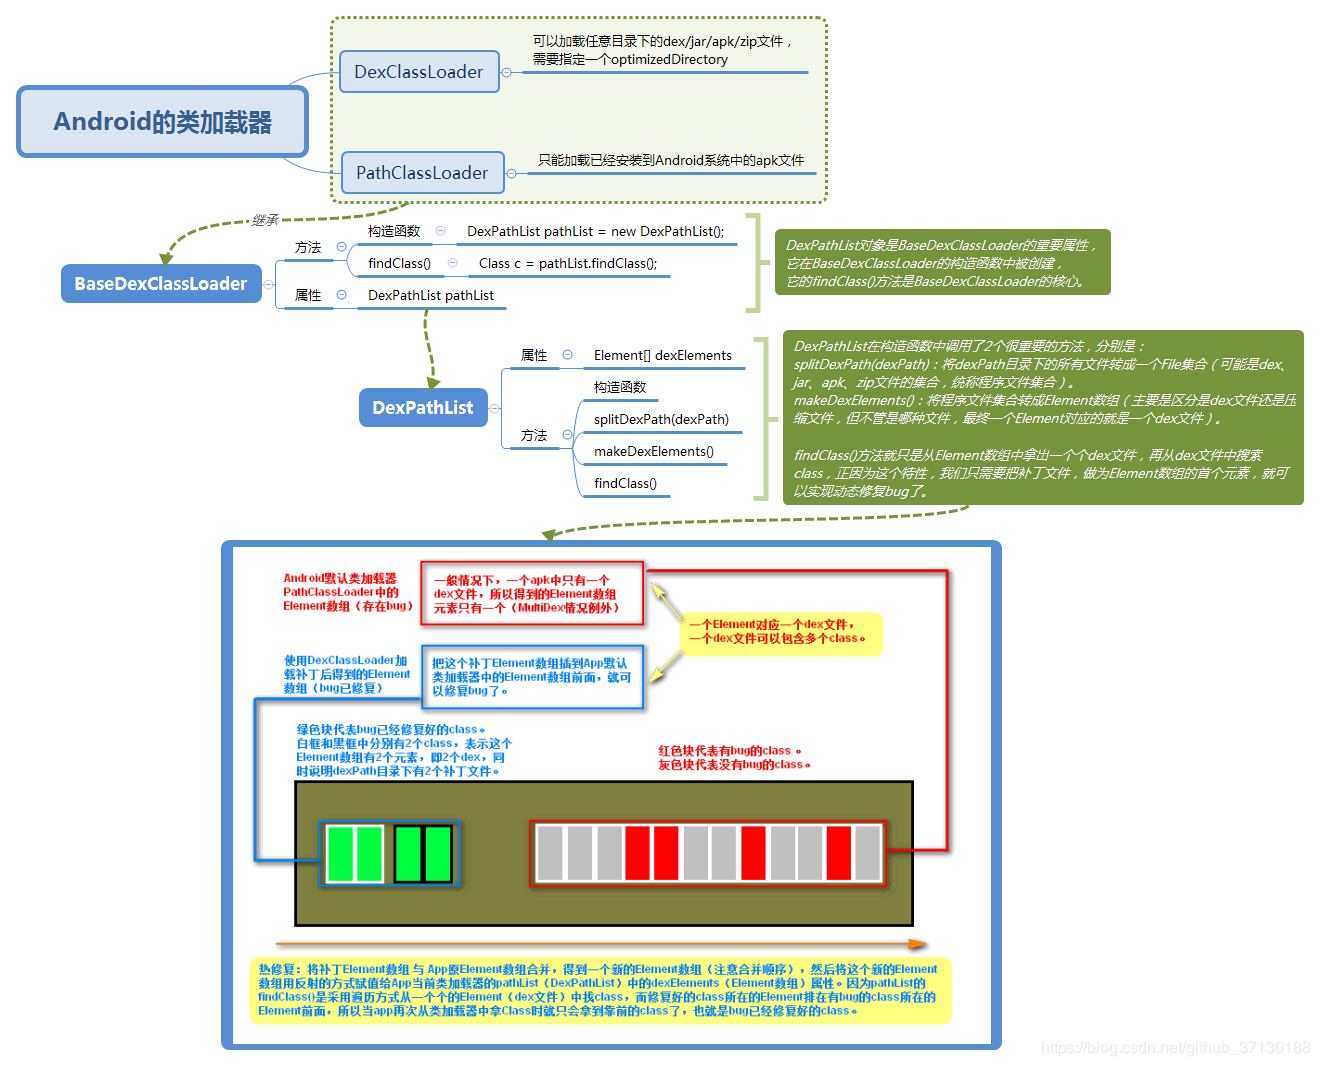 Android的类加载器
DexClassLoader
可以加载任意目录下的dex/jar/apk/zip文件，
需要指定一个optimizedDirectory
PathClassLoader
只能加载已经安装到Android系统中的apk文件
继承
BaseDexClassLoader
方法
构造函数
DexPathList pathList = new DexPathList();
findClass()
Class c = pathList.findClass();
属性
DexPathList pathList
DexPathList对象是BaseDexClassLoader的重要属性，
它在BaseDexClassLoader的构造函数中被创建，
它的findClass()方法是BaseDexClassLoader的核心。
DexPathList
属性
Element[] dexElements
方法
构造函数
splitDexPath(dexPath)
makeDexElements()
findClass()
DexPathList在构造函数中调用了2个很重要的方法，分别是：
splitDexPath(dexPath)：将dexPath目录下的所有文件转成一个File集合（可能是dex、
jar、apk、zip文件的集合，统称程序文件集合）。
makeDexElements()：将程序文件集合转成Element数组（主要是区分是dex文件还是压
缩文件，但不管是哪种文件，最终一个Element对应的就是一个dex文件）。
findClass()方法就只是从Element数组中拿出一个个dex文件，再从dex文件中搜索
class，正因为这个特性，我们只需要把补丁文件，做为Element数组的首个元素，就可
以实现动态修复bug了。
Android默认类加载器
PathClassLoader中的
Element数组（存在bug）
一般情况下，一个apk中只有一个
dex文件，所以得到的Element数组
元素只有一个（MultiDex情况例外）
一个Element对应一个dex文件，
一个dex文件可以包含多个class。
使用DexClassLoader加
载补丁后得到的Element
数组（bug已修复）
把这个补丁Element数组插到App默认
类加载器中的Element数组前面，就可
以修复bug了。
绿色块代表bug已经修复好的class。
白框和黑框中分别有2个class，表示这个
Element数组有2个元素，即2个dex，同
时说明dexPath目录下有2个补丁文件。
红色块代表有bug的class 。
灰色块代表没有bug的class。
热修复：将补丁Element数组 与 App原Element数组合并，得到一个新的Element数组（注意合并顺序），然后将这个新的Element
数组用反射的方式赋值给App当前类加载器的pathList（DexPathList）中的dexElements（Element数组）属性。因为pathList的
findClass()是采用遍历方式从一个个的Element（dex文件）中找class，而修复好的class所在的Element排在有bug的class所在的
Element前面，所以当app再次从类加载器中拿Class时就只会拿到靠前的class了，也就是bug已经修复好的class。
https://blog.csdn.net/github_37130188